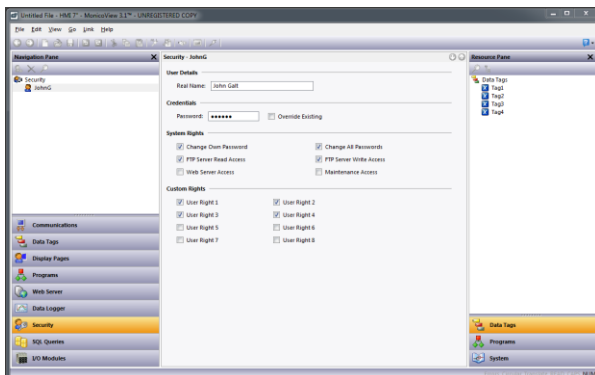 Untitled File - HMI 7" - MonicoView 3.1™ - UNREGISTERED COPY
File Edit View Go Link Help
Navigation Pane
Security
JohnG
Communications
Data Tags
Display Pages
Programs
Web Server
Data Logger
Security
SQL Queries
I/O Modules
Security - JohnG
User Details
Real Name: John Galt
Credentials
Password: ●●●●●● Override Existing
System Rights
Change Own Password Change All Passwords
FTP Server Read Access FTP Server Write Access
Web Server Access Maintenance Access
Custom Rights
User Right 1 User Right 2
User Right 3 User Right 4
User Right 5 User Right 6
User Right 7 User Right 8
Resource Pane
Data Tags
Tag1
Tag2
Tag3
Tag4
Data Tags
Programs
System